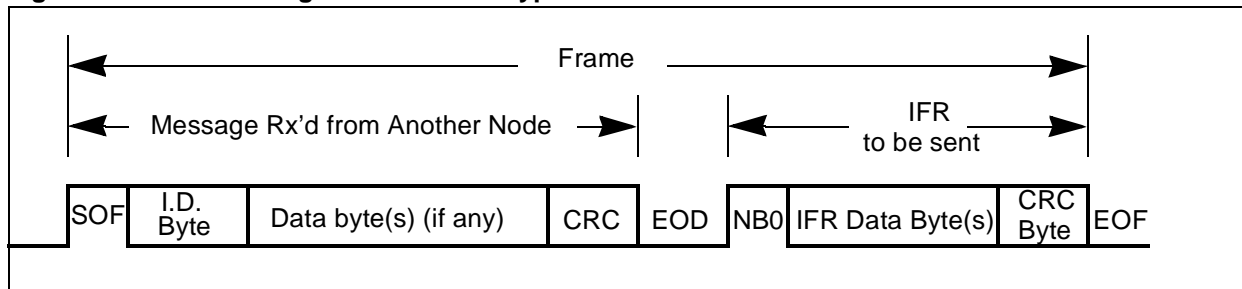 Frame
Message Rx'd from Another Node
IFR
to be sent
SOF
I.D.
Byte
Data byte(s) (if any)
CRC
EOD
NB0
IFR Data Byte(s)
CRC
Byte
EOF